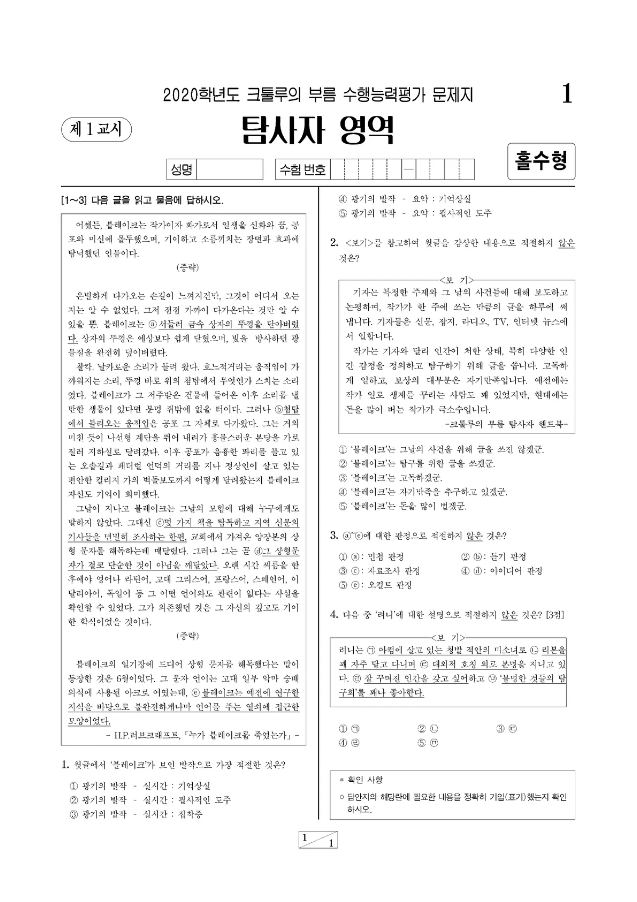 2020학년도 크툴루의 부름 수행능력평가 문제지
1
제 1 교시
탐사자 영역
성명
수험 번호
—
홀수형
[1～3] 다음 글을 읽고 물음에 답하시오.
어쨌든, 블레이크는 작가이자 화가로서 일생을 신화와 꿈, 공
포와 미신에 몰두했으며, 기이하고 소름끼치는 장면과 효과에
탐닉했던 인물이다.
(중략)
은밀하게 다가오는 손길이 느껴지긴만, 그것이 어디서 오는
지는 알 수 없었다. 그저 점점 가까이 다가온다는 것만 알 수
있을 뿐. 블레이크는 ⓐ서둘러 금속 상자의 뚜껑을 닫아버렸
다. 상자의 뚜껑은 예상보다 쉽게 닫혔으며, 빛을 발사하던 광
물질을 완전히 덮어버렸다.
찰칵. 날카로운 소리가 들려 왔다. 흐느적거리는 움직임이 가
까워지는 소리, 뚜껑 바로 위의 첨탑에서 무엇인가 스치는 소리
였다. 블레이크가 그 저주받은 건물에 들어온 이후 소리를 낼
만한 생물이 있다면 분명 쥐밖에 없을 터이다. 그러나 ⓑ첨탑
에서 들려오는 움직임은 공포 그 자체로 다가왔다. 그는 거의
미친 듯이 나선형 계단을 뛰어 내려가 흉물스러운 본당을 가로
질러 지하실로 달려갔다. 이후 공포가 음울한 똬리를 틀고 있
는 오솔길과 페더럴 언덕의 거리를 지나 정상인이 살고 있는
편안한 컬리지 가의 벽돌보도까지 어떻게 달려왔는지 블레이크
자신도 기억이 희미했다.
그날이 지나고 블레이크는 그날의 모험에 대해 누구에게도
말하지 않았다. 그대신 ⓒ몇 가지 책을 탐독하고 지역 신문의
기사들을 면밀히 조사하는 한편, 교회에서 가져온 양장본의 상
형 문자를 해독하는데 매달렸다. 그러나 그는 곧 ⓓ그 상형문
자가 결코 단순한 것이 아님을 깨달았다. 오랜 시간 씨름을 한
후에야 영어나 라틴어, 고대 그리스어, 프랑스어, 스페인어, 이
탈리아어, 독일어 등 그 어떤 언어와도 관련이 없다는 사실을
확인할 수 있었다. 그가 의존했던 것은 그 자신의 깊고도 기이
한 학식이었을 것이다.
(중략)
블레이크의 일기장에 드디어 상형 문자를 해독했다는 말이
등장한 것은 6월이었다. 그 문자 언어는 고대 일부 악마 숭배
의식에 사용된 아크로 어였는데, ⓔ블레이크는 예전에 연구한
지식을 바탕으로 불완전하게나마 언어를 푸는 열쇠에 접근한
모양이었다.
- H.P.러브크래프트, 「누가 블레이크를 죽였는가」-
1. 윗글에서 '블레이크'가 보인 발작으로 가장 적절한 것은?
① 광기의 발작 - 실시간 : 기억상실
② 광기의 발작 - 실시간 : 필사적인 도주
③ 광기의 발작 - 실시간 : 집착증
④ 광기의 발작 - 요약 : 기억상실
⑤ 광기의 발작 - 요약 : 필사적인 도주
2. <보기>를 참고하여 윗글을 감상한 내용으로 적절하지 않은
것은?
<보 기>
기자는 특정한 주제와 그 날의 사건들에 대해 보도하고
논평하며, 작가가 한 주에 쓰는 만큼의 글을 하루에 써
냅니다. 기자들은 신문, 잡지, 라디오, TV, 인터넷 뉴스에
서 일합니다.
작가는 기자와 달리 인간이 처한 상태, 특히 다양한 인
간 감정을 정의하고 탐구하기 위해 글을 씁니다. 고독하
게 일하고, 보상의 대부분은 자기만족입니다. 예전에는
작가 일로 생계를 꾸리는 사람도 꽤 있었지만, 현대에는
돈을 많이 버는 작가가 극소수입니다.
-크툴루의 부름 탐사자 핸드북-
① '블레이크'는 그날의 사건을 위해 글을 쓰진 않겠군.
② '블레이크'는 탐구를 위한 글을 쓰겠군.
③ '블레이크'는 고독하겠군.
④ '블레이크'는 자기만족을 추구하고 있겠군.
⑤ '블레이크'는 돈을 많이 벌겠군.
3. ⓐ~ⓔ에 대한 판정으로 적절하지 않은 것은?
① ⓐ: 민첩 판정 ② ⓑ: 듣기 판정
③ ⓒ: 자료조사 판정 ④ ⓓ: 아이디어 판정
⑤ ⓔ: 오컬트 판정
4. 다음 중 '러니'에 대한 설명으로 적절하지 않은 것은? [3점]
<보 기>
러니는 ㉠ 아컴에 살고 있는 청발 적안의 미소녀로 ㉡ 리본을
꽤 자주 달고 다니며 ㉢ 대외적 호칭 외로 본명을 지니고 있
다. ㉣ 잘 꾸며진 인간을 갖고 싶어하고 ㉤ '불멸한 것들의 탐
구회'를 꽤나 좋아한다.
① ㉠ ② ㉡ ③ ㉢
④ ㉣ ⑤ ㉤
* 확인 사항
○ 답안지의 해당란에 필요한 내용을 정확히 기입(표기)했는지 확인
하시오.
1
1